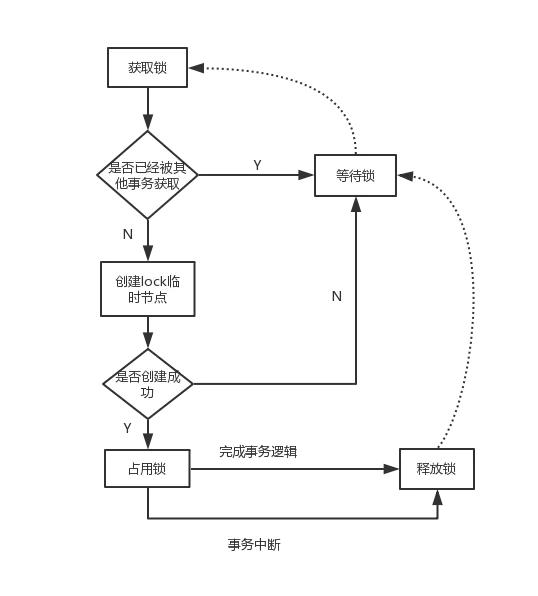 获取锁
是否已经被其
他事务获取
Y
等待锁
N
创建lock临
时节点
N
是否创建成
功
Y
完成事务逻辑
占用锁
释放锁
事务中断